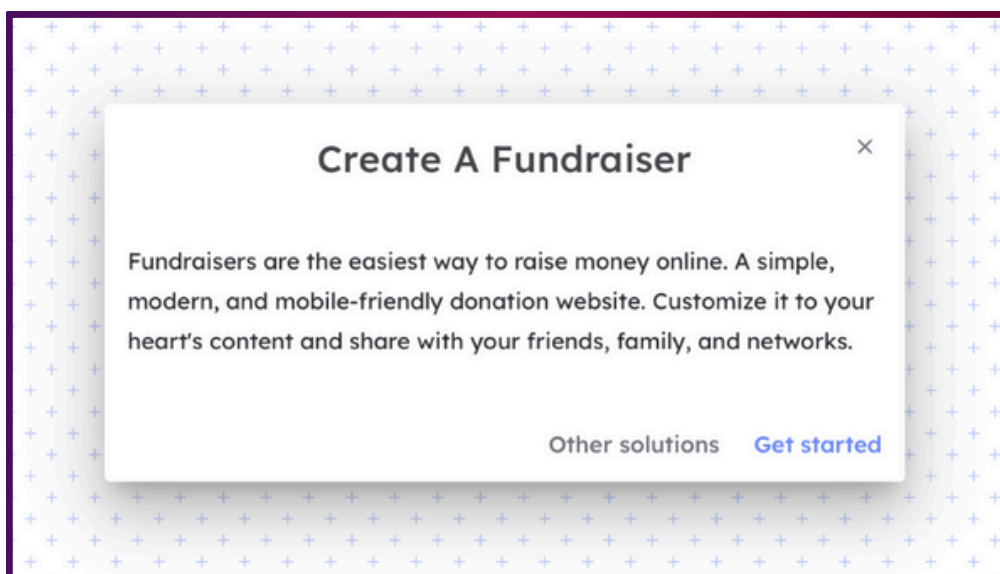 Create A Fundraiser
Fundraisers are the easiest way to raise money online. A simple,
modern, and mobile-friendly donation website. Customize it to your
heart's content and share with your friends, family, and networks.
Other solutions Get started